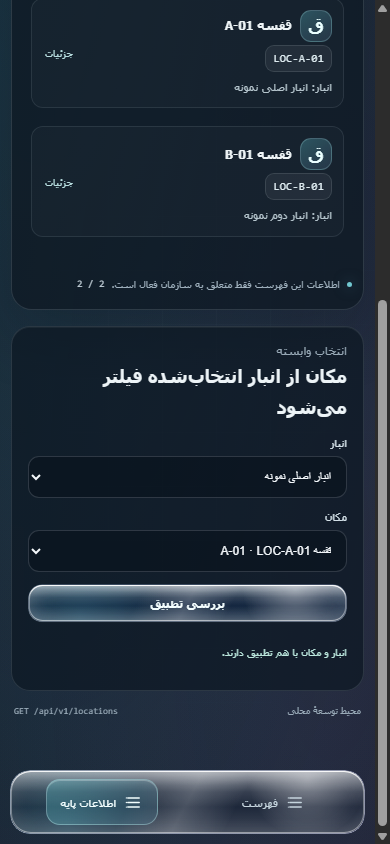 ق
قفسه A-01
LOC-A-01
جزئیات
انبار: انبار اصلی نمونه
ق
قفسه B-01
LOC-B-01
جزئیات
انبار: انبار دوم نمونه
اطلاعات این فهرست فقط متعلق به سازمان فعال است.
2 / 2
انتخاب وابسته
مکان از انبار انتخاب‌شده فیلتر
می‌شود
انبار
انبار اصلی نمونه
مکان
قفسه A-01 · LOC-A-01
بررسی تطبیق
انبار و مکان با هم تطبیق دارند.
محیط توسعهٔ محلی
GET /api/v1/locations
فهرست
اطلاعات پایه